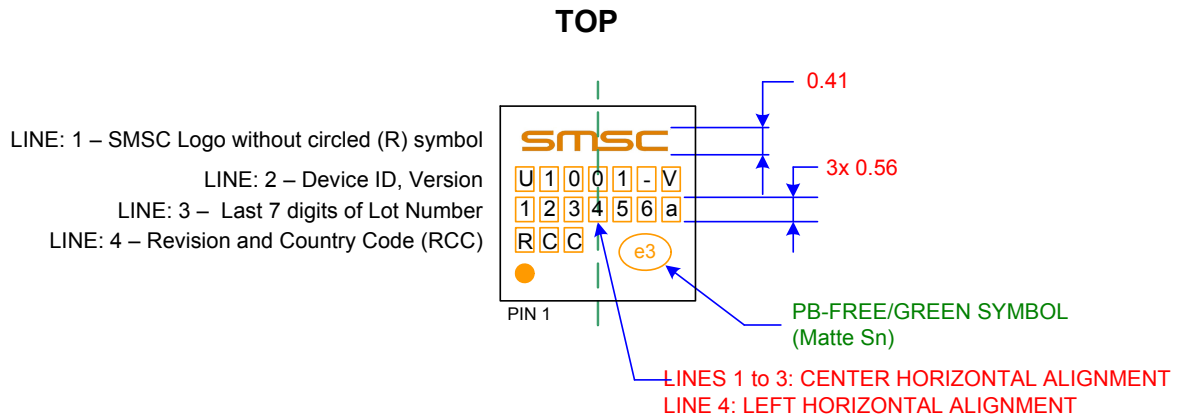 TOP
0.41
LINE: 1 – SMSC Logo without circled (R) symbol
SMSC
3x 0.56
LINE: 2 – Device ID, Version
U1001-V
LINE: 3 – Last 7 digits of Lot Number
123456a
LINE: 4 – Revision and Country Code (RCC)
RCC
e3
PIN 1
PB-FREE/GREEN SYMBOL
(Matte Sn)
LINES 1 to 3: CENTER HORIZONTAL ALIGNMENT
LINE 4: LEFT HORIZONTAL ALIGNMENT